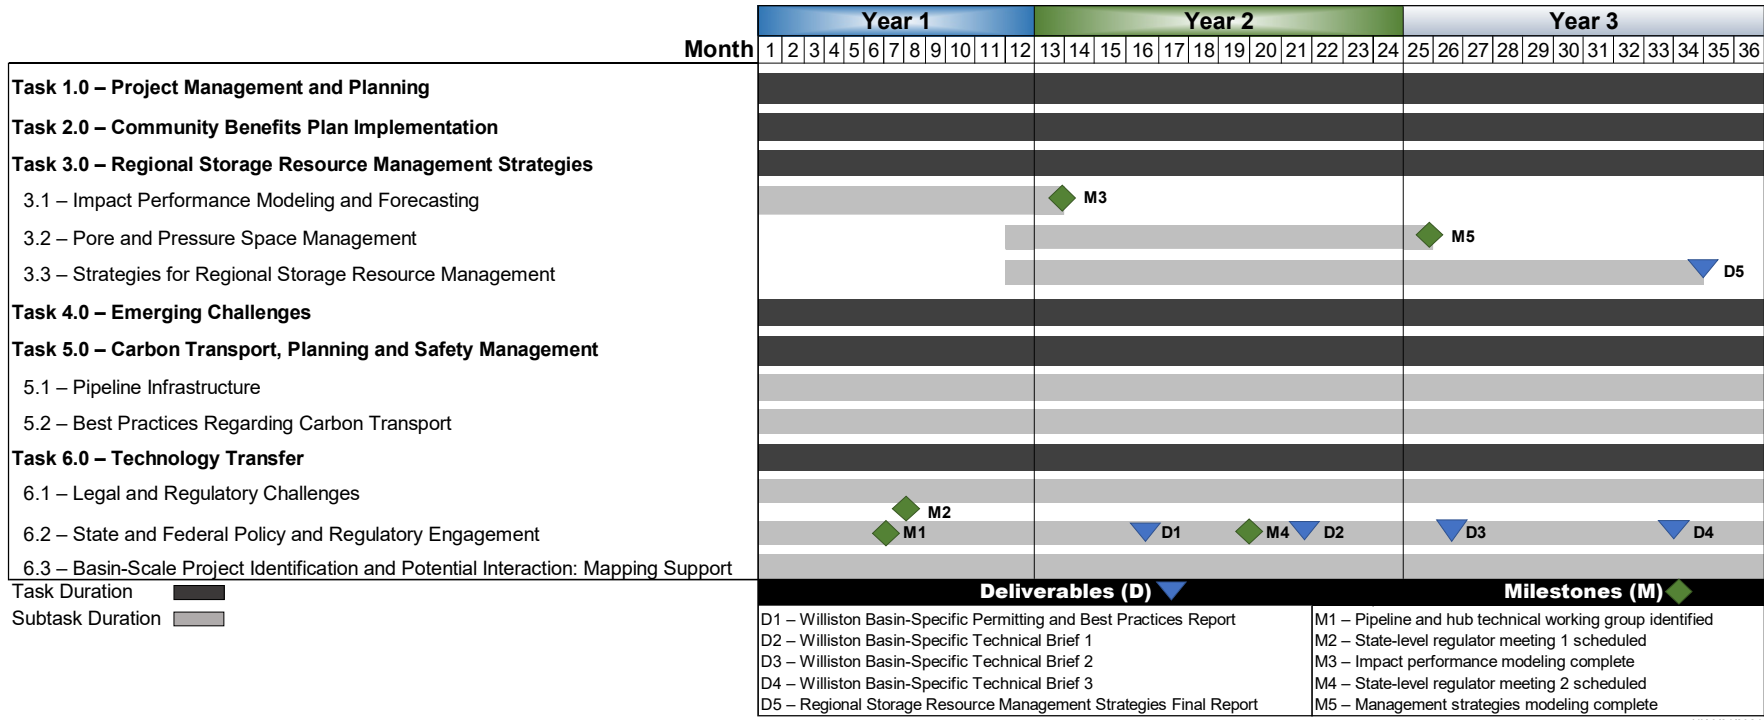 Year 1 Year 2 Year 3
Month 1 2 3 4 5 6 7 8 9 10 11 12 13 14 15 16 17 18 19 20 21 22 23 24 25 26 27 28 29 30 31 32 33 34 35 36
Task 1.0 – Project Management and Planning
Task 2.0 – Community Benefits Plan Implementation
Task 3.0 – Regional Storage Resource Management Strategies
3.1 – Impact Performance Modeling and Forecasting M3
3.2 – Pore and Pressure Space Management M5
3.3 – Strategies for Regional Storage Resource Management D5
Task 4.0 – Emerging Challenges
Task 5.0 – Carbon Transport, Planning and Safety Management
5.1 – Pipeline Infrastructure
5.2 – Best Practices Regarding Carbon Transport
Task 6.0 – Technology Transfer
6.1 – Legal and Regulatory Challenges
M2
6.2 – State and Federal Policy and Regulatory Engagement M1 D1 M4 D2 D3 D4
6.3 – Basin-Scale Project Identification and Potential Interaction: Mapping Support
Task Duration
Subtask Duration
Deliverables (D)
D1 – Williston Basin-Specific Permitting and Best Practices Report
D2 – Williston Basin-Specific Technical Brief 1
D3 – Williston Basin-Specific Technical Brief 2
D4 – Williston Basin-Specific Technical Brief 3
D5 – Regional Storage Resource Management Strategies Final Report
Milestones (M)
M1 – Pipeline and hub technical working group identified
M2 – State-level regulator meeting 1 scheduled
M3 – Impact performance modeling complete
M4 – State-level regulator meeting 2 scheduled
M5 – Management strategies modeling complete